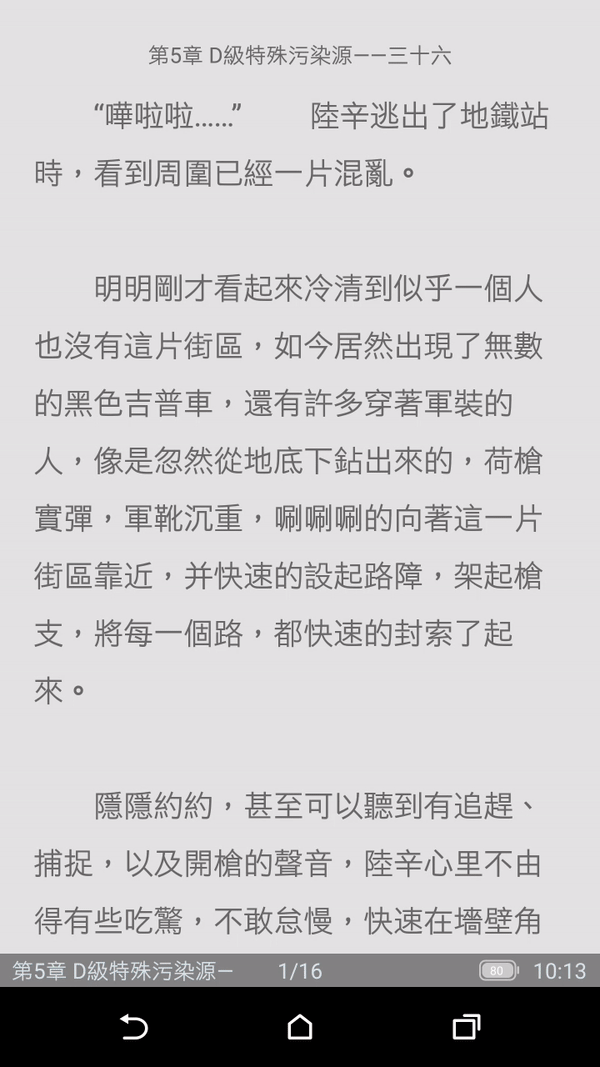 第5章 D級特殊污染源——三十六
“嘩啦啦……” 陸辛逃出了地鐵站
時，看到周圍已經一片混亂。
明明剛才看起來冷清到似乎一個人
也沒有這片街區，如今居然出現了無數
的黑色吉普車，還有許多穿著軍裝的
人，像是忽然從地底下鉆出來的，荷槍
實彈，軍靴沉重，唰唰唰的向著這一片
街區靠近，并快速的設起路障，架起槍
支，將每一個路，都快速的封索了起
來。
隱隱約約，甚至可以聽到有追趕、
捕捉，以及開槍的聲音，陸辛心里不由
得有些吃驚，不敢怠慢，快速在墻壁角
第5章 D級特殊污染源— 1/16 80 10:13